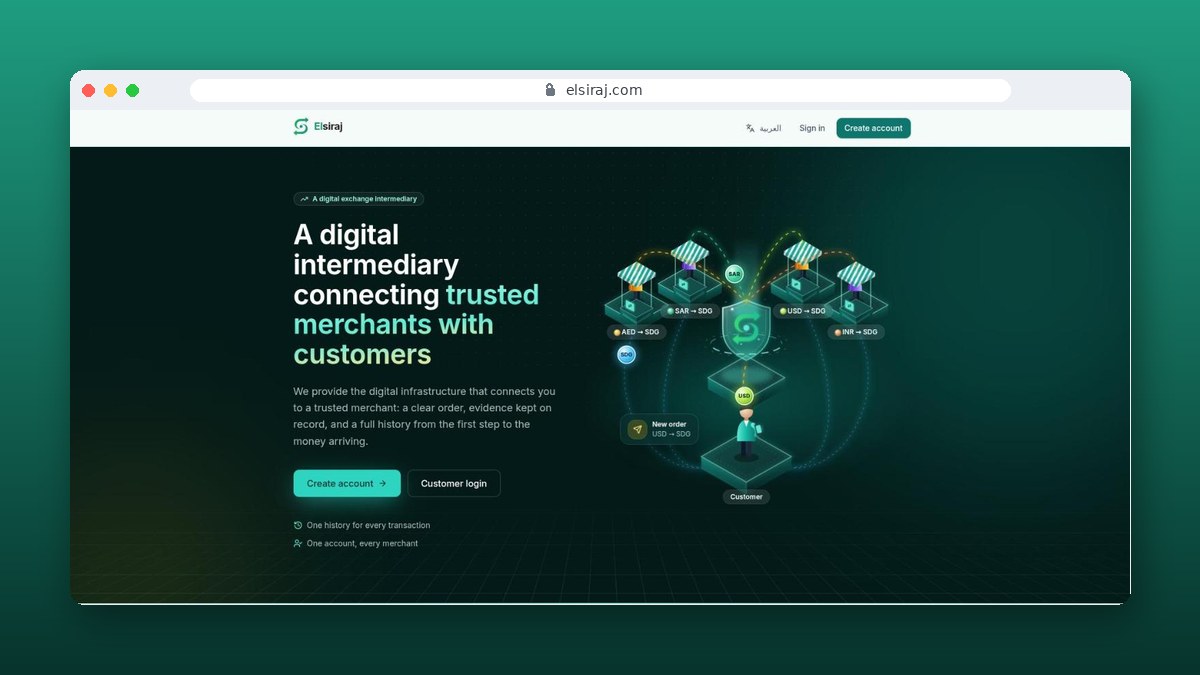 elsiraj.com
Elsiraj
العربية
Sign in
Create account
A digital exchange intermediary
A digital
intermediary
connecting trusted
merchants with
customers
We provide the digital infrastructure that connects you
to a trusted merchant: a clear order, evidence kept on
record, and a full history from the first step to the
money arriving.
Create account →
Customer login
One history for every transaction
One account, every merchant
SAR
SAR → SDG
USD → SDG
AED → SDG
INR → SDG
SDG
USD
New order
USD → SDG
Customer